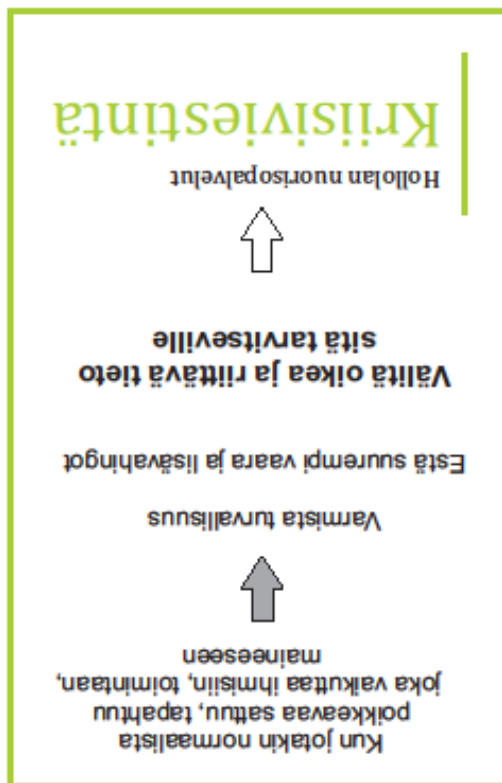 Kun jotakin normaalista
poikkeavaa sattuu, tapahtuu
joka vaikuttaa ihmisiin, toimintaan,
maineeseen
Varmista turvallisuus
Estä suurempi vaara ja lisävahingot
Välitä oikea ja riittävä tieto
sitä tarvitseville
Hollolan nuorisopalvelut
Kriisiviestintä